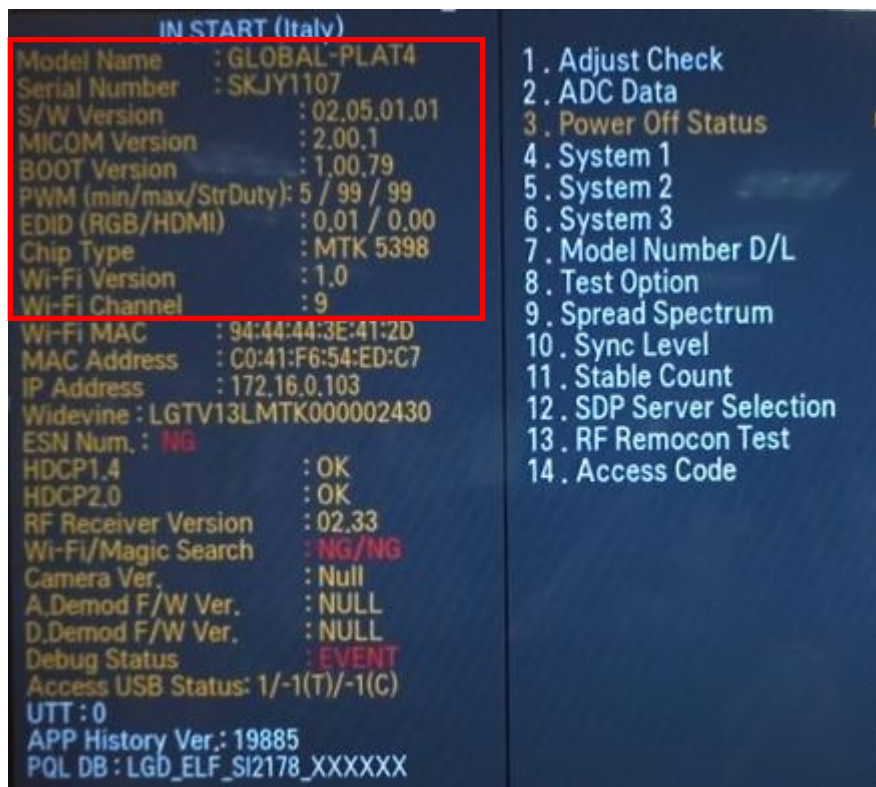 IN START (Italy)
Model Name : GLOBAL-PLAT4
Serial Number : SKJY1107
S/W Version : 02.05.01.01
MICOM Version : 2.00.1
BOOT Version : 1.00.79
PWM (min/max/StrDuty): 5 / 99 / 99
EDID (RGB/HDMI) : 0.01 / 0.00
Chip Type : MTK 5398
Wi-Fi Version : 1.0
Wi-Fi Channel : 9
Wi-Fi MAC : 94:44:44:3E:41:2D
MAC Address : C0:41:F6:54:ED:C7
IP Address : 172.16.0.103
Widevine : LGTV13LMTK000002430
ESN Num. : NG
HDCP1.4 : OK
HDCP2.0 : OK
RF Receiver Version : 02.33
Wi-Fi/Magic Search : NG/NG
Camera Ver. : Null
A.Demod F/W Ver. : NULL
D.Demod F/W Ver. : NULL
Debug Status : EVENT
Access USB Status: 1/-1(T)/-1(C)
UTT : 0
APP History Ver.: 19885
PQL DB : LGD_ELF_SI2178_XXXXXX
1 . Adjust Check
2 . ADC Data
3 . Power Off Status
4 . System 1
5 . System 2
6 . System 3
7 . Model Number D/L
8 . Test Option
9 . Spread Spectrum
10 . Sync Level
11 . Stable Count
12 . SDP Server Selection
13 . RF Remocon Test
14 . Access Code